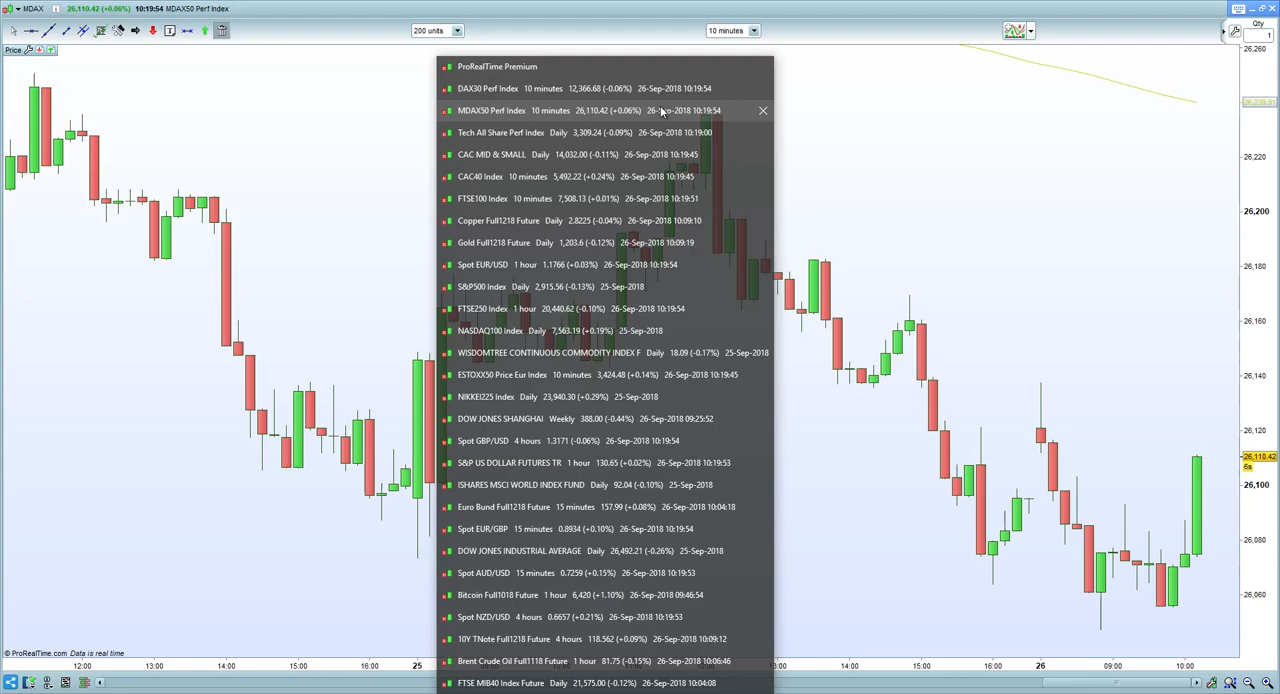 MDAX 26,110.42 (+0.06%) 10:19:54 MDAX50 Perf Index
200 units
10 minutes
Qty
1
Price
ProRealTime Premium
DAX30 Perf Index 10 minutes 12,366.68 (-0.06%) 26-Sep-2018 10:19:54
MDAX50 Perf Index 10 minutes 26,110.42 (+0.06%) 26-Sep-2018 10:19:54
Tech All Share Perf Index Daily 3,309.24 (-0.09%) 26-Sep-2018 10:19:00
CAC MID & SMALL Daily 14,032.00 (-0.11%) 26-Sep-2018 10:19:45
CAC40 Index 10 minutes 5,492.22 (+0.24%) 26-Sep-2018 10:19:45
FTSE100 Index 10 minutes 7,508.13 (+0.01%) 26-Sep-2018 10:19:51
Copper Full1218 Future Daily 2.8225 (-0.04%) 26-Sep-2018 10:09:10
Gold Full1218 Future Daily 1,203.6 (-0.12%) 26-Sep-2018 10:09:19
Spot EUR/USD 1 hour 1.1766 (+0.03%) 26-Sep-2018 10:19:54
S&P500 Index Daily 2,915.56 (-0.13%) 25-Sep-2018
FTSE250 Index 1 hour 20,440.62 (-0.10%) 26-Sep-2018 10:19:54
NASDAQ100 Index Daily 7,563.19 (+0.19%) 25-Sep-2018
WISDOMTREE CONTINUOUS COMMODITY INDEX F Daily 18.09 (-0.17%) 25-Sep-2018
ESTOXX50 Price Eur Index 10 minutes 3,424.48 (+0.14%) 26-Sep-2018 10:19:45
NIKKEI225 Index Daily 23,940.30 (+0.29%) 25-Sep-2018
DOW JONES SHANGHAI Weekly 388.00 (-0.44%) 26-Sep-2018 09:25:52
Spot GBP/USD 4 hours 1.3171 (-0.06%) 26-Sep-2018 10:19:54
S&P US DOLLAR FUTURES TR 1 hour 130.65 (+0.02%) 26-Sep-2018 10:19:53
ISHARES MSCI WORLD INDEX FUND Daily 92.04 (-0.10%) 25-Sep-2018
Euro Bund Full1218 Future 15 minutes 157.99 (+0.08%) 26-Sep-2018 10:04:18
Spot EUR/GBP 15 minutes 0.8934 (+0.10%) 26-Sep-2018 10:19:54
DOW JONES INDUSTRIAL AVERAGE Daily 26,492.21 (-0.26%) 25-Sep-2018
Spot AUD/USD 15 minutes 0.7259 (+0.15%) 26-Sep-2018 10:19:53
Bitcoin Full1018 Future 1 hour 6,420 (+1.10%) 26-Sep-2018 09:46:54
Spot NZD/USD 4 hours 0.6657 (+0.21%) 26-Sep-2018 10:19:53
10Y TNote Full1218 Future 4 hours 118.562 (+0.09%) 26-Sep-2018 10:09:12
Brent Crude Oil Full1118 Future 1 hour 81.75 (-0.15%) 26-Sep-2018 10:06:46
FTSE MIB40 Index Future Daily 21,575.00 (-0.12%) 26-Sep-2018 10:04:08
26,260
26,220
26,200
26,180
26,160
26,140
26,120
26,110.42
6s
26,100
26,080
26,060
© ProRealTime.com Data is real time
12:00 13:00 14:00 15:00 16:00 25 13:00 14:00 15:00 16:00 26 09:00 10:00